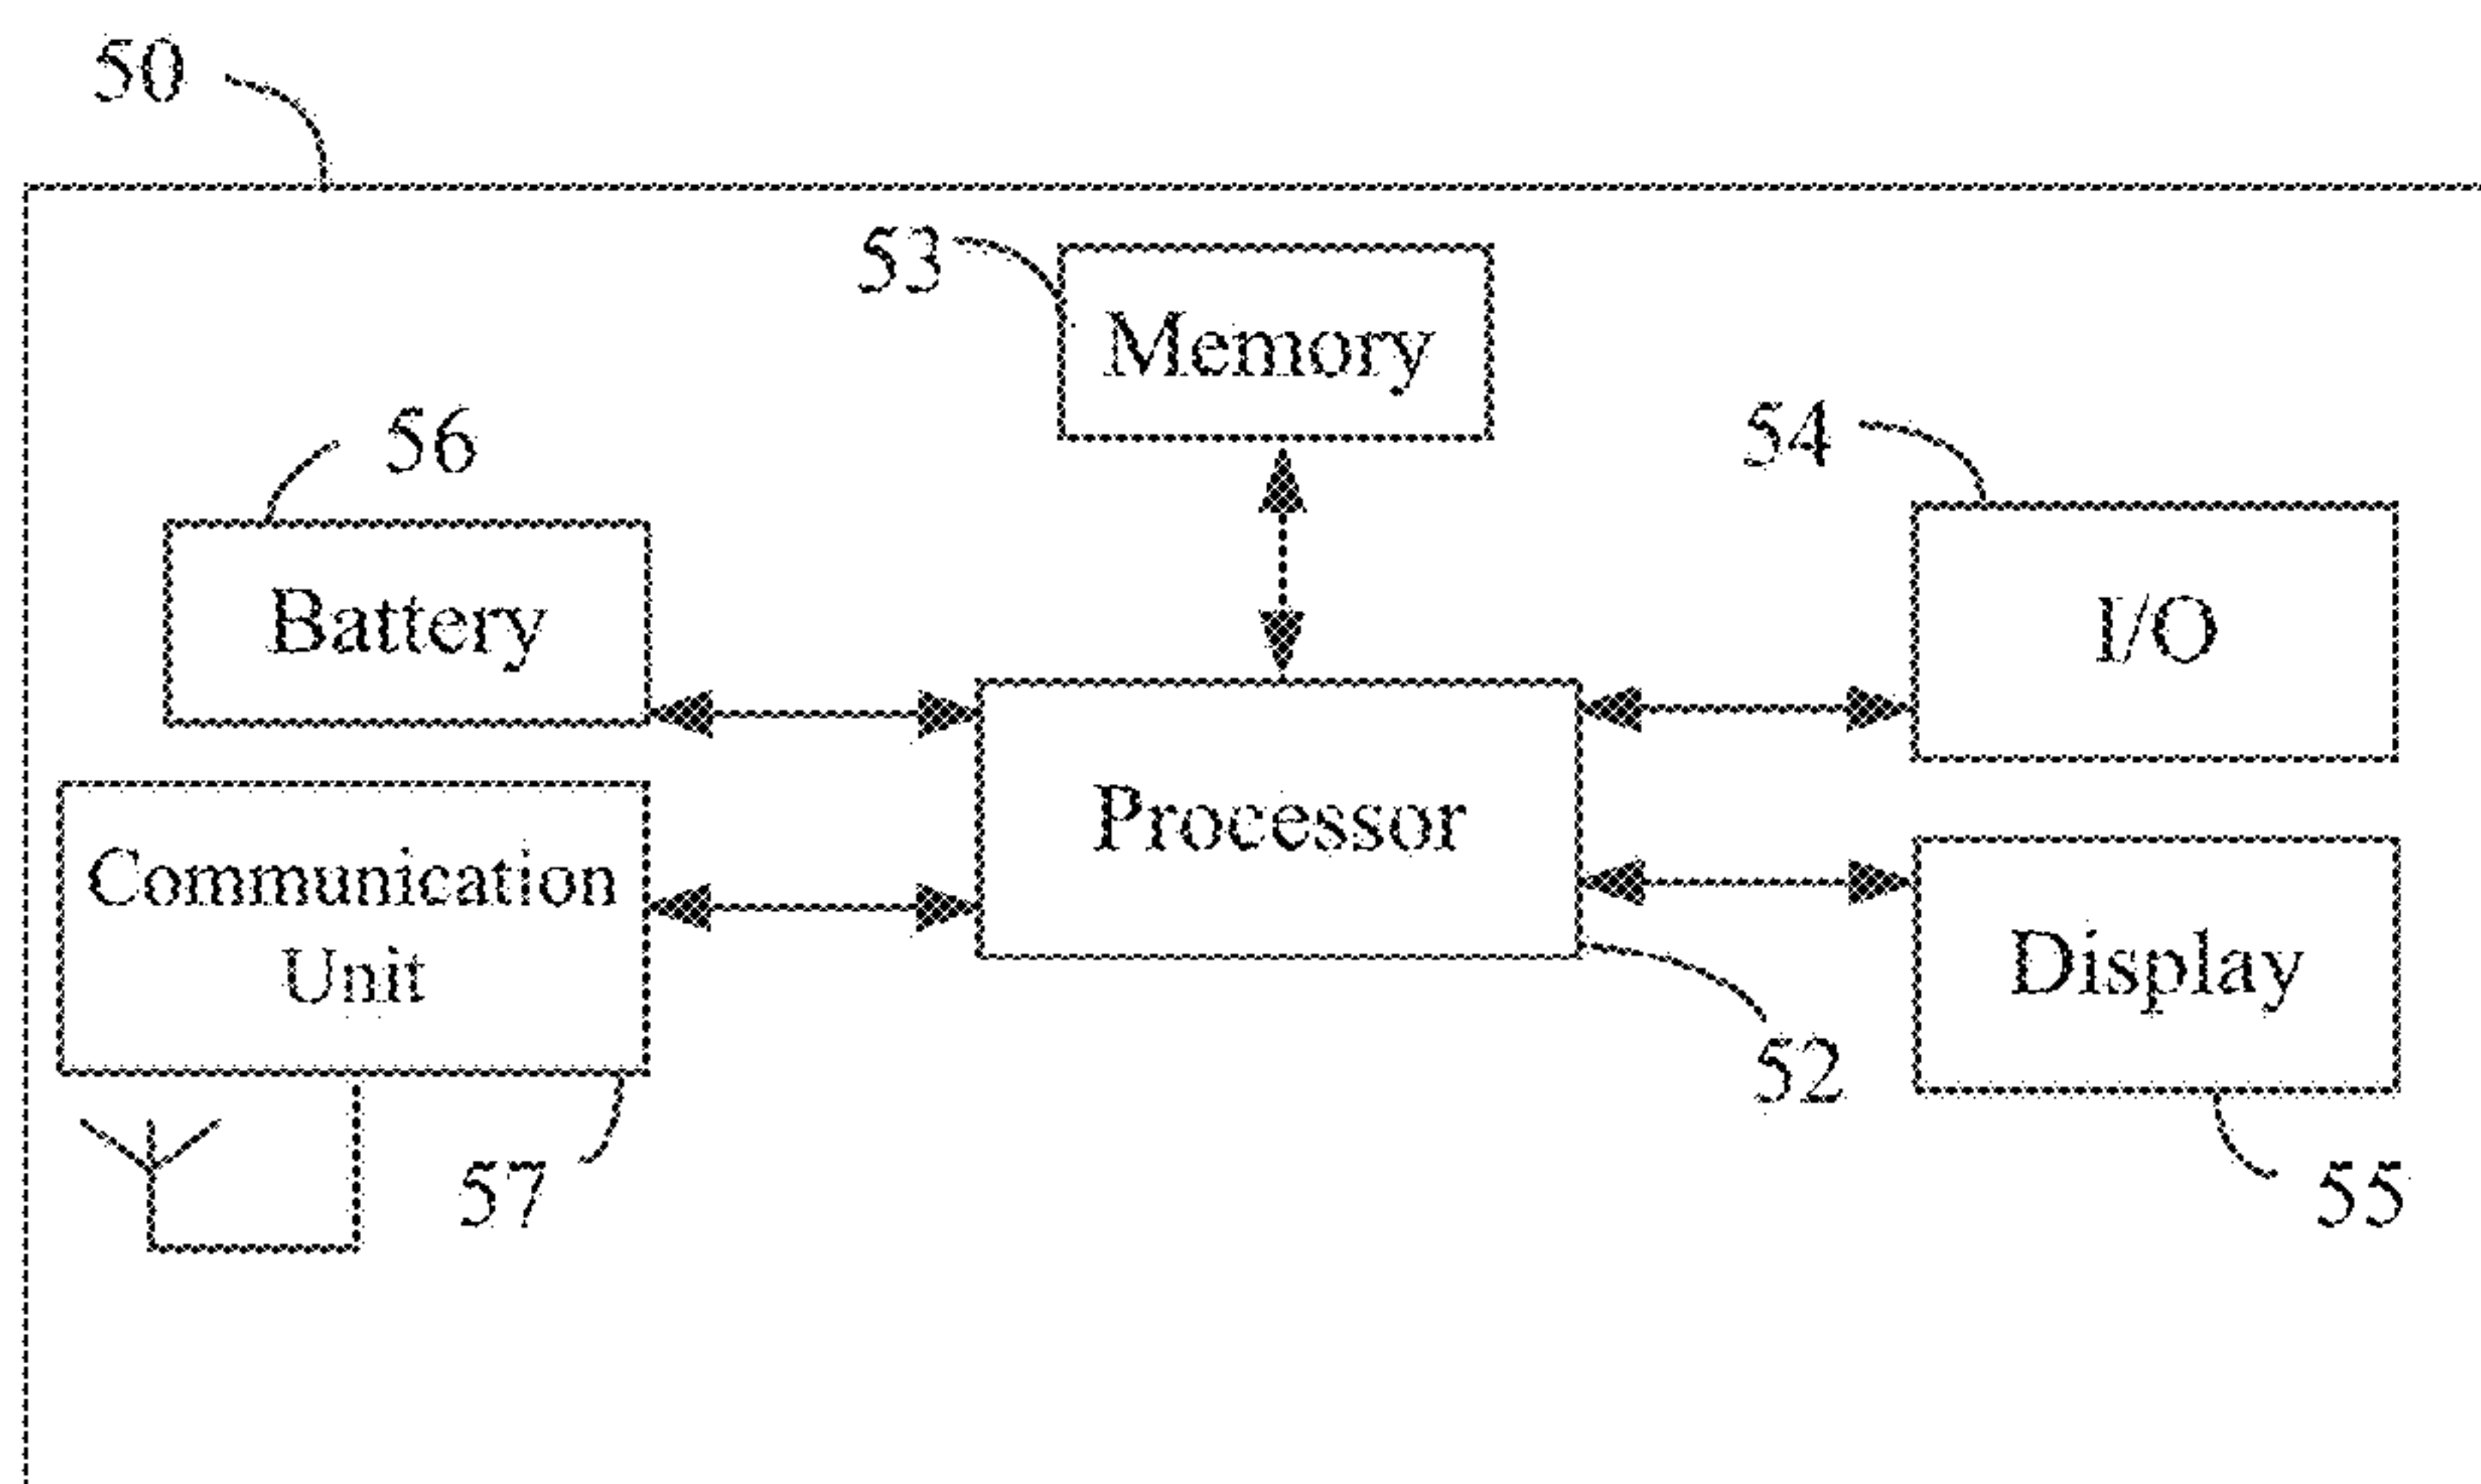 50
53
Memory
56
54
Battery
I/O
Processor
Communication
Unit
Display
52
57
55